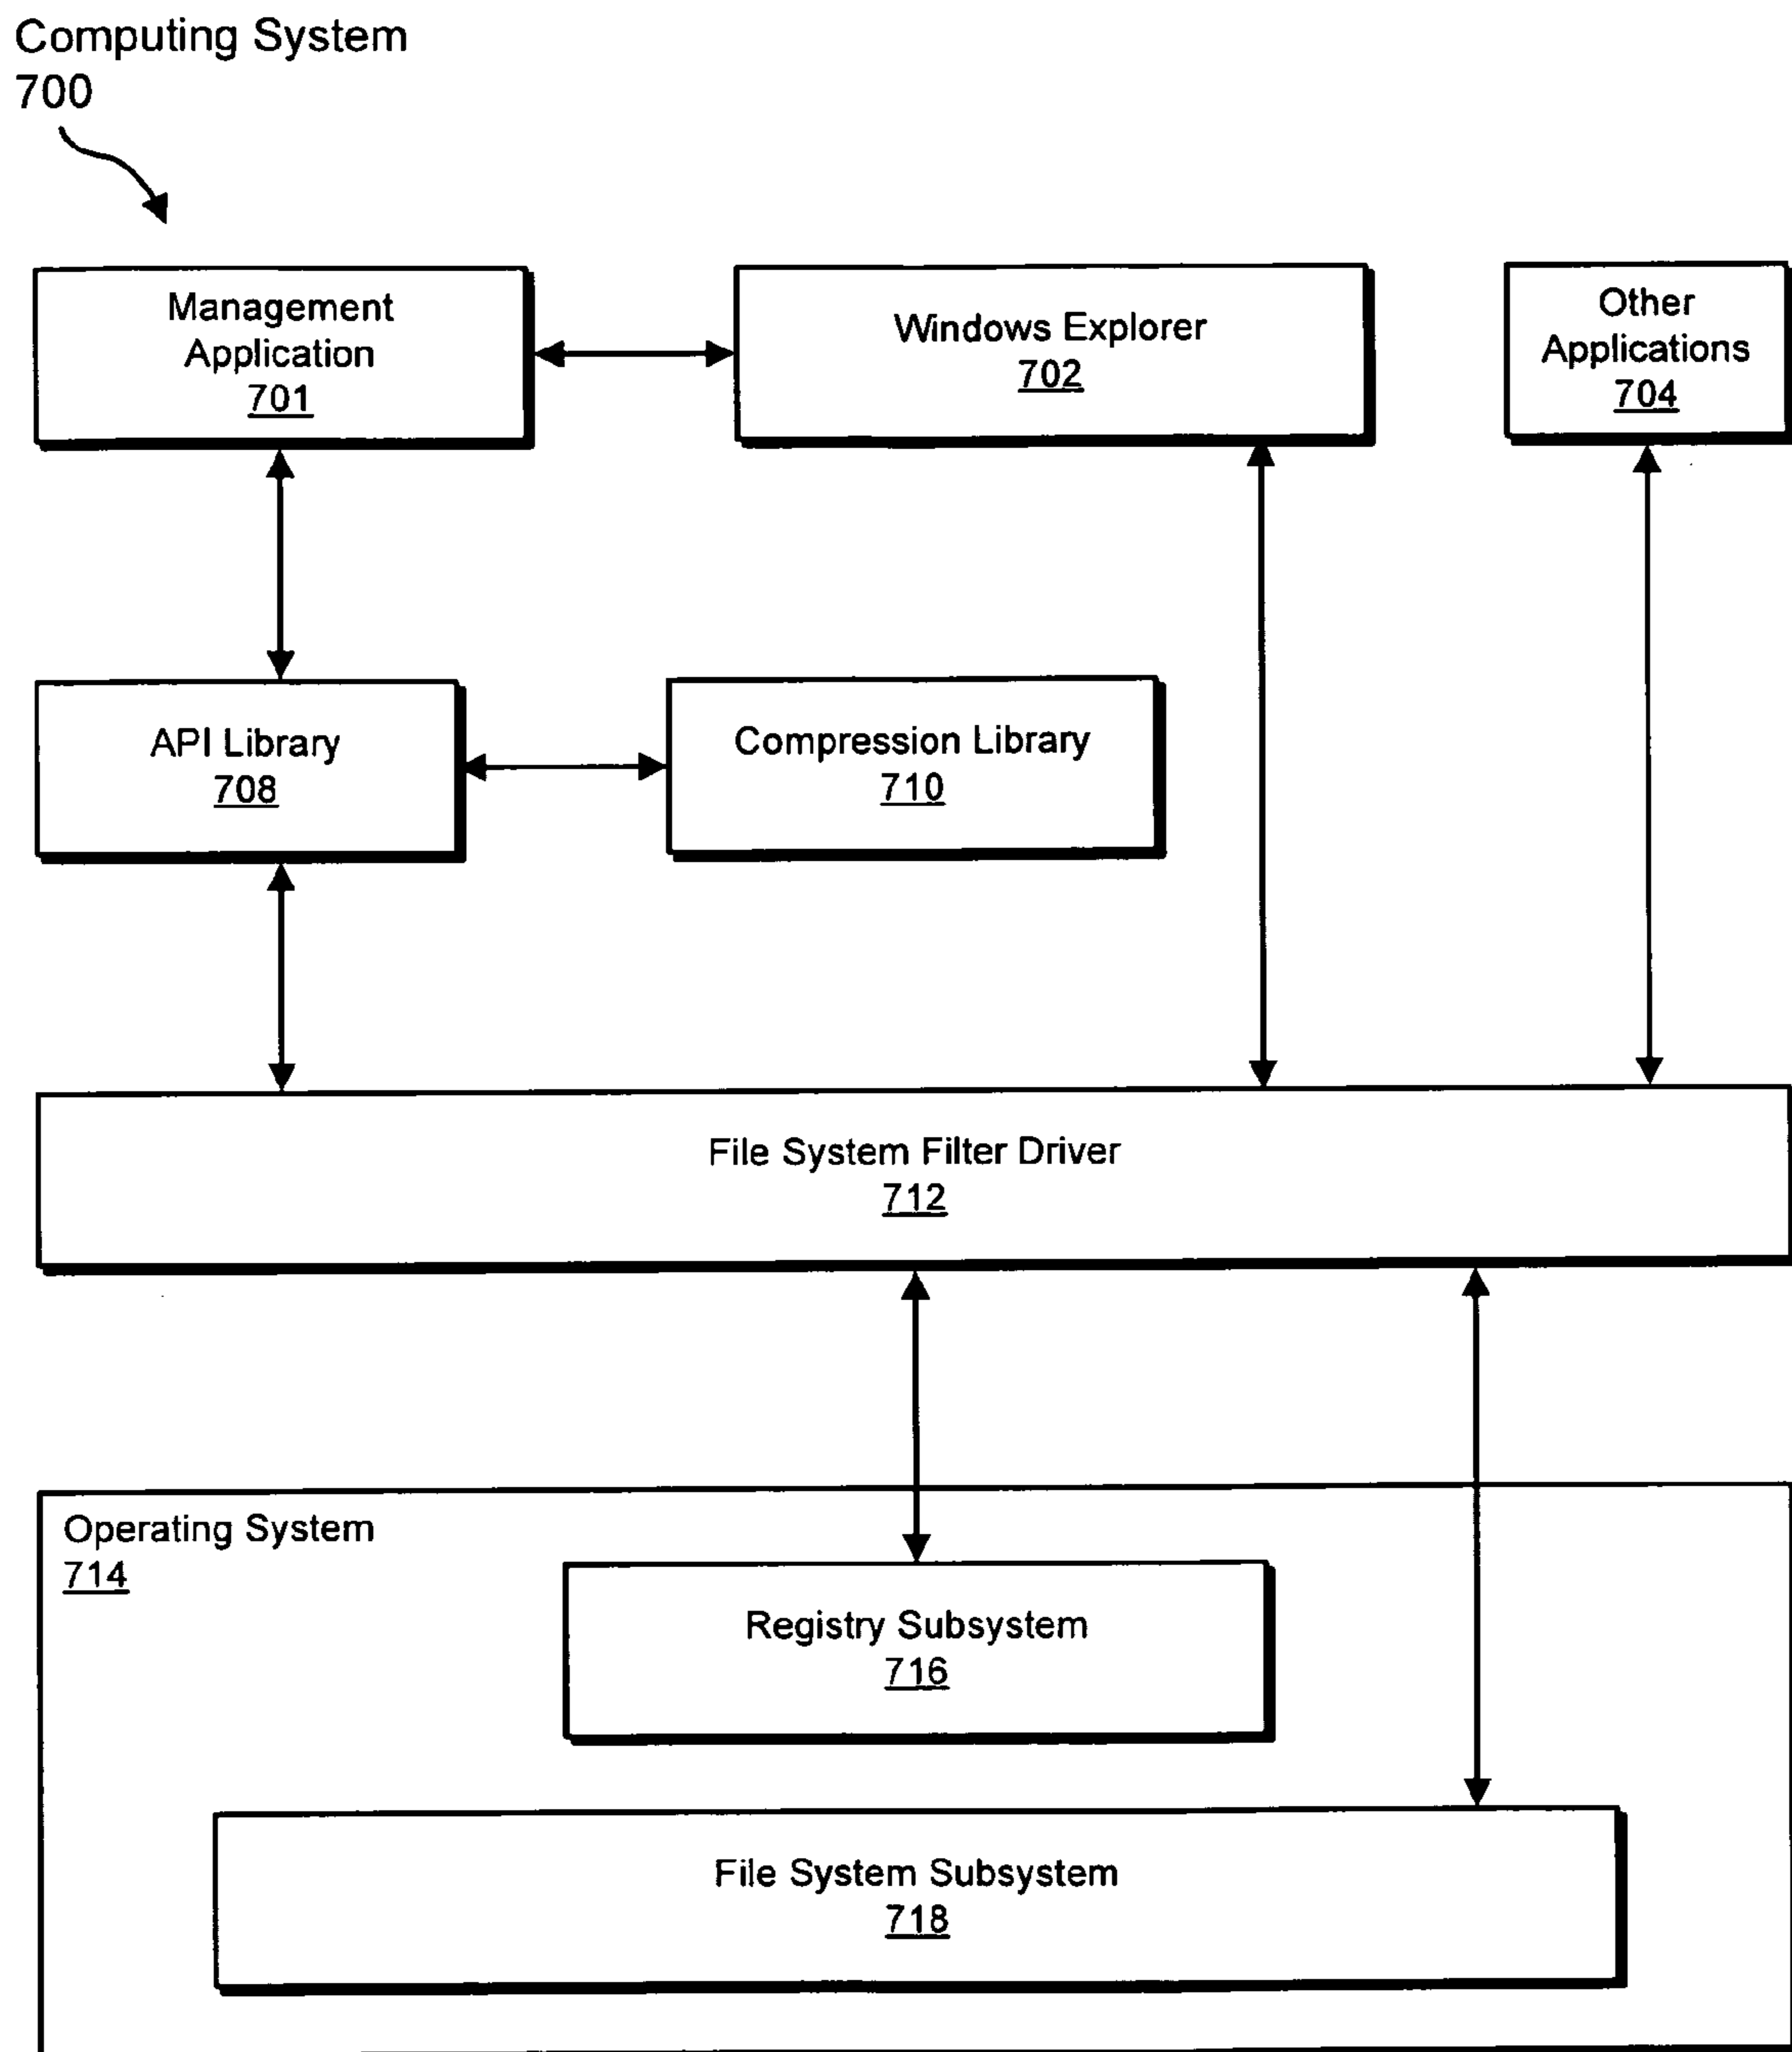 Computing System
700
Management
Application
701
Windows Explorer
702
Other
Applications
704
API Library
708
Compression Library
710
File System Filter Driver
712
Operating System
714
Registry Subsystem
716
File System Subsystem
718